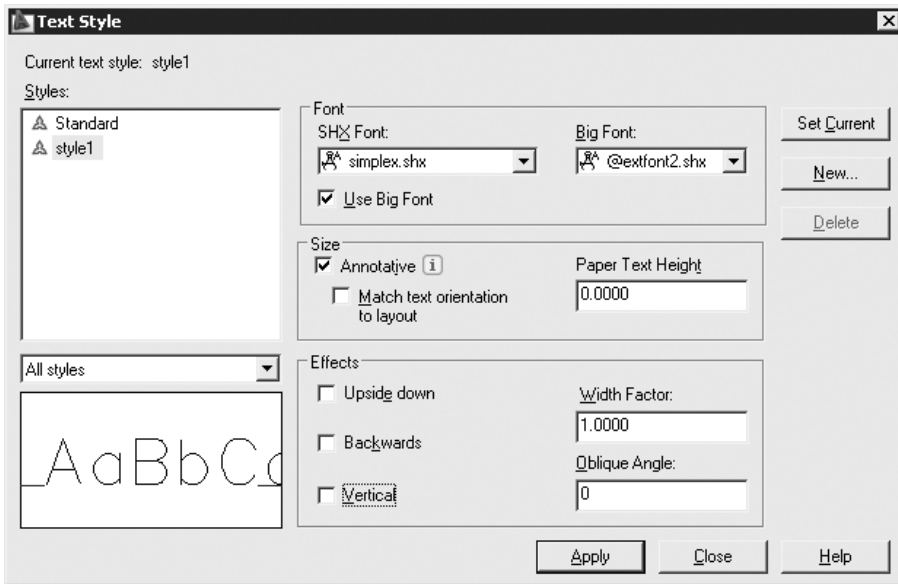 Text Style
Current text style: style1
Styles:
Standard
style1
All styles
AaBbC
Font
SHX Font:
simplex.shx
Big Font:
@extfont2.shx
Use Big Font
Size
Annotative
Match text orientation
to layout
Paper Text Height
0.0000
Effects
Upside down
Backwards
Vertical
Width Factor:
1.0000
Oblique Angle:
0
Set Current
New...
Delete
Apply
Close
Help